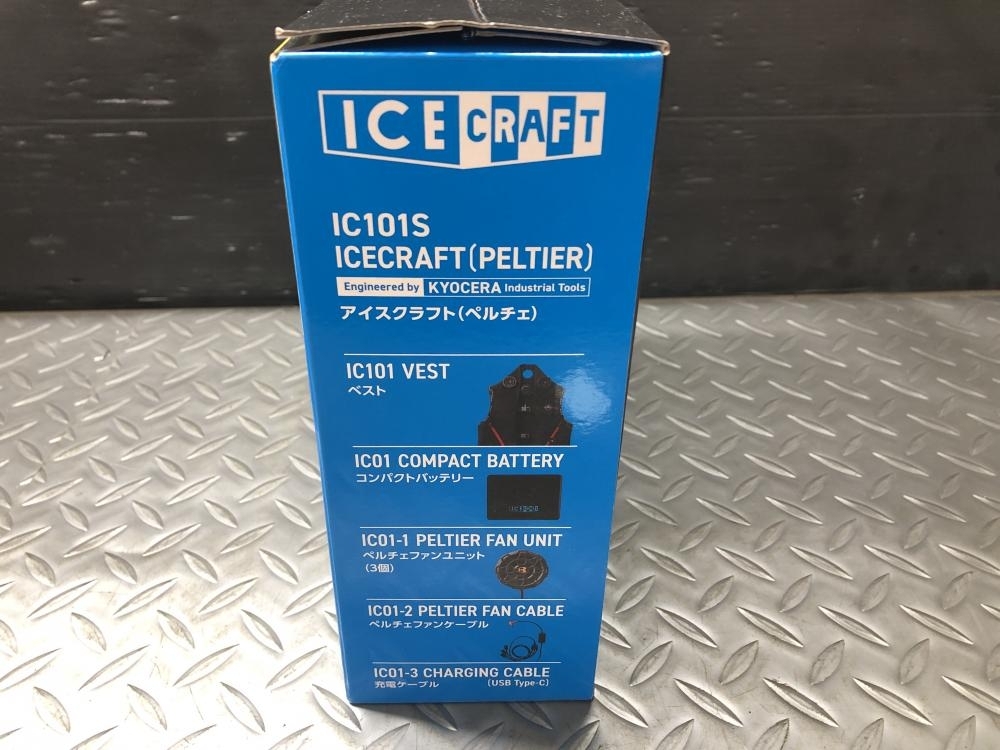 ICE CRAFT
IC101S
ICECRAFT(PELTIER)
Engineered by KYOCERA Industrial Tools
アイスクラフト(ペルチェ)
IC101 VEST
ベスト
IC01 COMPACT BATTERY
コンパクトバッテリー
IC01-1 PELTIER FAN UNIT
ペルチェファンユニット
(3個)
IC01-2 PELTIER FAN CABLE
ペルチェファンケーブル
IC01-3 CHARGING CABLE
充電ケーブル (USB Type-C)